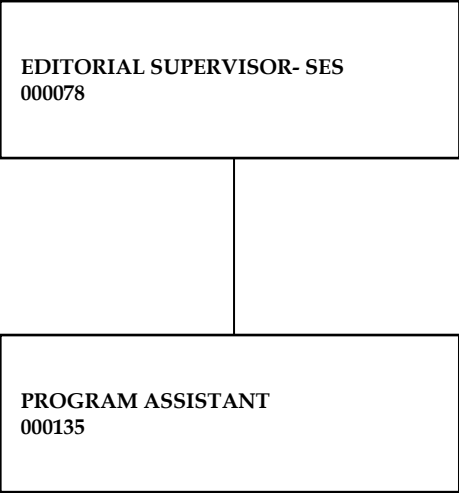 EDITORIAL SUPERVISOR- SES
000078
PROGRAM ASSISTANT
000135